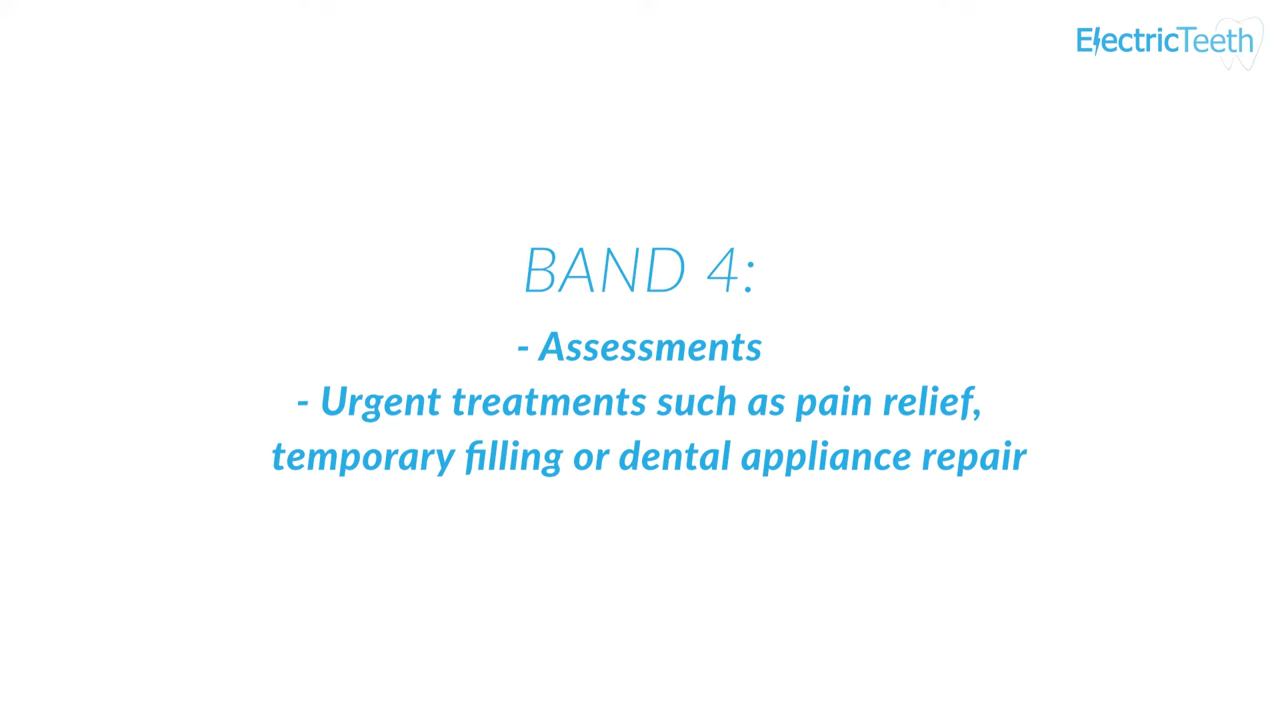 ElectricTeeth
BAND 4:
- Assessments
- Urgent treatments such as pain relief,
temporary filling or dental appliance repair